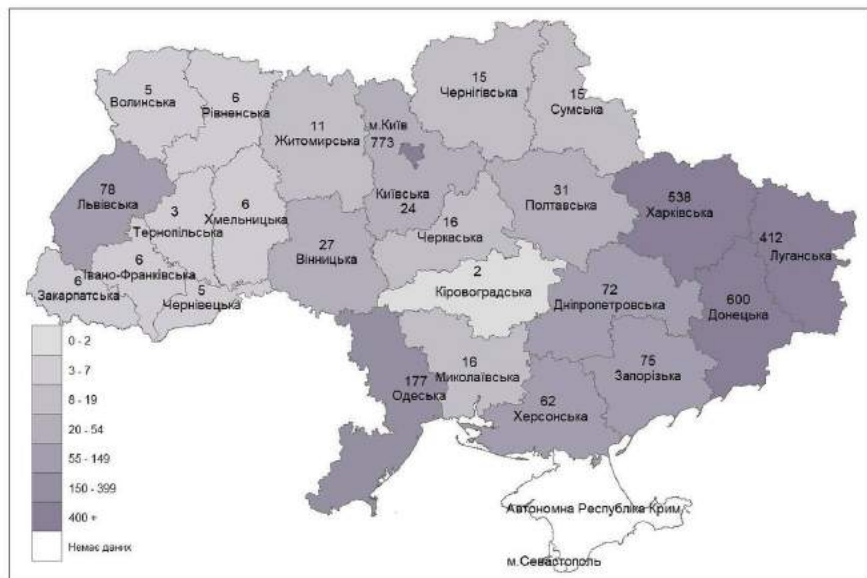 5
Волинська
6
Рівненська
11
Житомирська
м.Київ
773
Київська
24
15
Чернігівська
15
Сумська
78
Львівська
3
Тернопільська
6
Хмельницька
27
Вінницька
16
Черкаська
31
Полтавська
538
Харківська
412
Луганська
6
Закарпатська
6
Івано-Франківська
5
Чернівецька
2
Кіровоградська
72
Дніпропетровська
600
Донецька
177
Одеська
16
Миколаївська
62
Херсонська
75
Запорізька
Автономна Республіка Крим
м.Севастополь
0 - 2
3 - 7
8 - 19
20 - 54
55 - 149
150 - 399
400 +
Немає даних